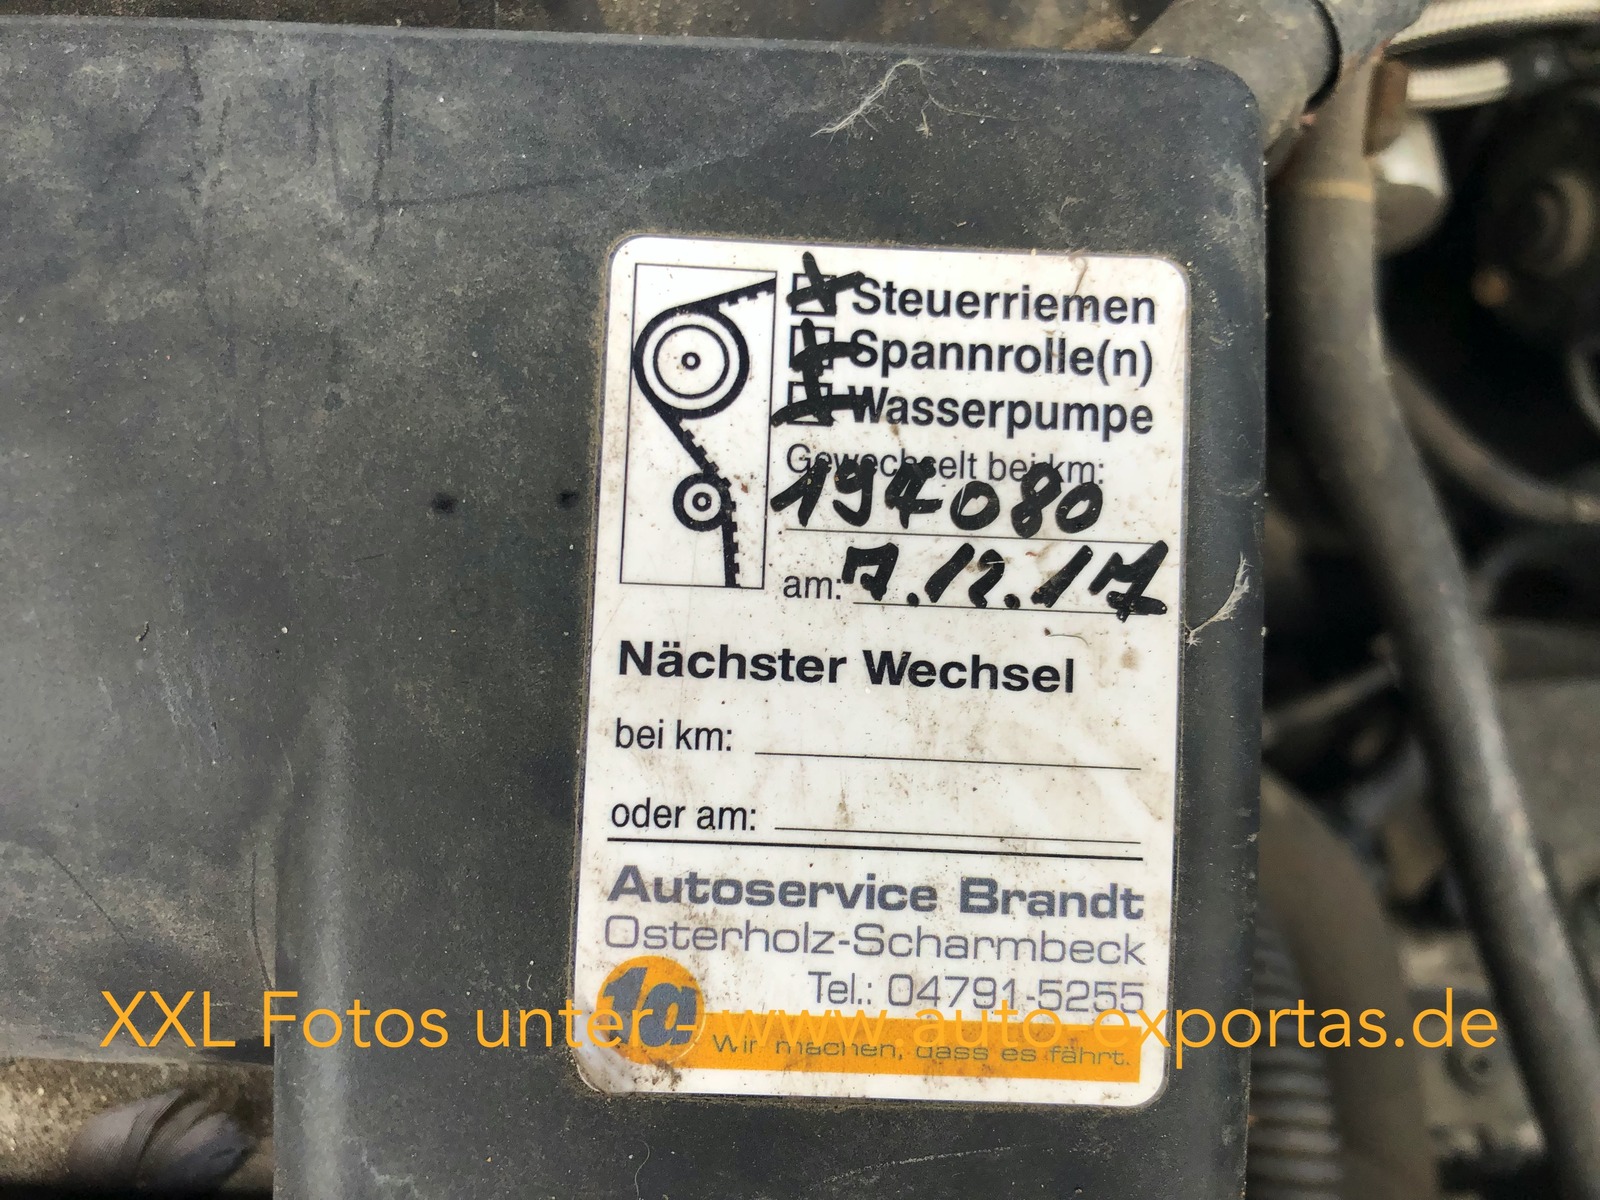 Steuerriemen
Spannrolle(n)
Wasserpumpe
Gewechselt bei km:
194080
am: 7.12.17
Nächster Wechsel
bei km:
oder am:
Autoservice Brandt
Osterholz-Scharmbeck
Tel.: 04791-5255
1a
XXL Fotos unter - www.auto-exportas.de
Wir machen, dass es fährt.